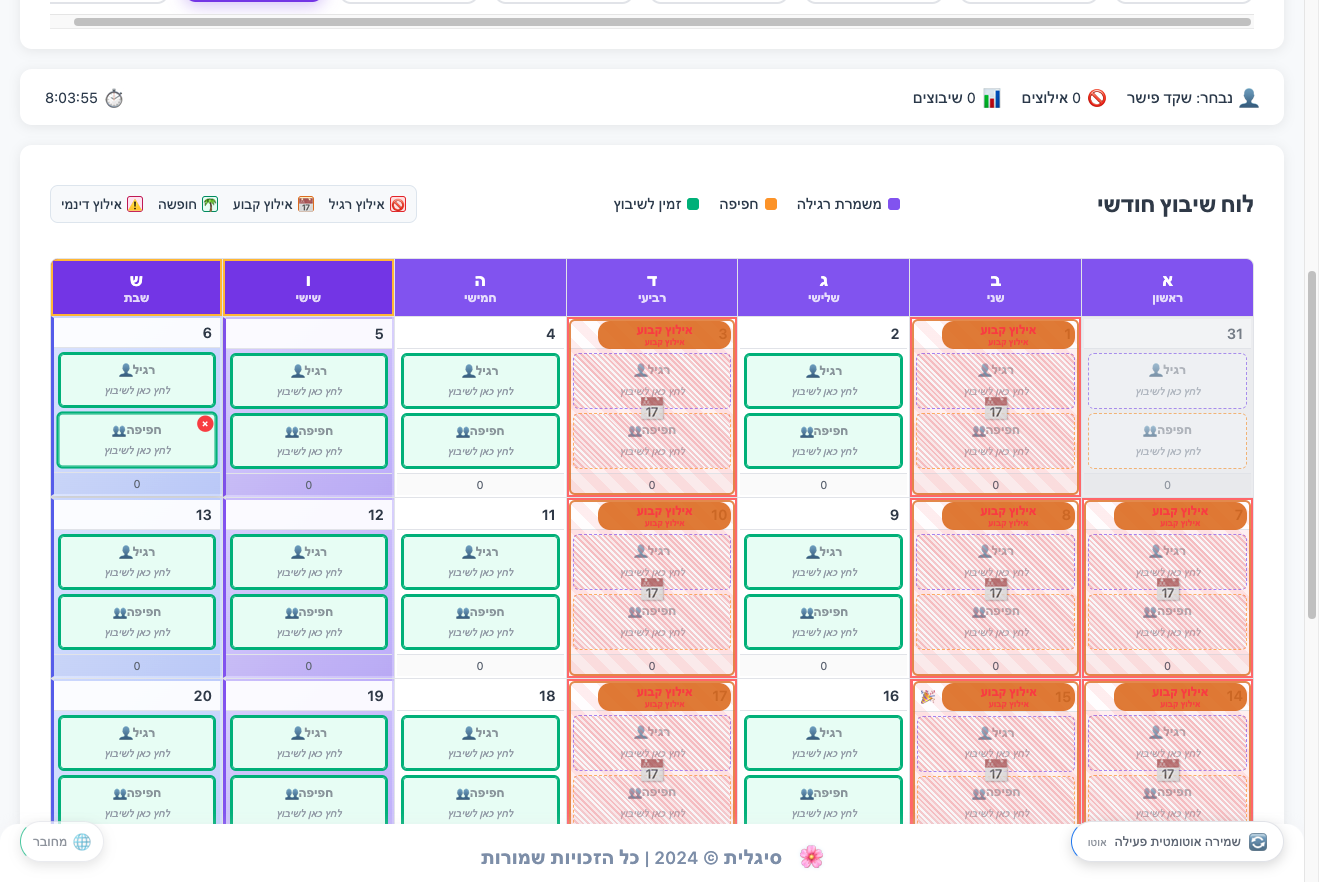 נבחר: שקד פישר 0 אילוצים 0 שיבוצים 8:03:55
לוח שיבוץ חודשי
משמרת רגילה חפיפה זמין לשיבוץ
אילוץ רגיל אילוץ קבוע חופשה אילוץ דינמי
א ב ג ד ה ו ש
ראשון שני שלישי רביעי חמישי שישי שבת
31 1 אילוץ קבוע 2 3 אילוץ קבוע 4 5 6
אילוץ קבוע אילוץ קבוע
רגיל רגיל רגיל רגיל רגיל רגיל רגיל
לחץ כאן לשיבוץ לחץ כאן לשיבוץ לחץ כאן לשיבוץ לחץ כאן לשיבוץ לחץ כאן לשיבוץ לחץ כאן לשיבוץ לחץ כאן לשיבוץ
17 17
חפיפה חפיפה חפיפה חפיפה חפיפה חפיפה חפיפה
לחץ כאן לשיבוץ לחץ כאן לשיבוץ לחץ כאן לשיבוץ לחץ כאן לשיבוץ לחץ כאן לשיבוץ לחץ כאן לשיבוץ לחץ כאן לשיבוץ
0 0 0 0 0 0 0
7 אילוץ קבוע 8 אילוץ קבוע 9 10 אילוץ קבוע 11 12 13
אילוץ קבוע אילוץ קבוע אילוץ קבוע
רגיל רגיל רגיל רגיל רגיל רגיל רגיל
לחץ כאן לשיבוץ לחץ כאן לשיבוץ לחץ כאן לשיבוץ לחץ כאן לשיבוץ לחץ כאן לשיבוץ לחץ כאן לשיבוץ לחץ כאן לשיבוץ
17 17 17
חפיפה חפיפה חפיפה חפיפה חפיפה חפיפה חפיפה
לחץ כאן לשיבוץ לחץ כאן לשיבוץ לחץ כאן לשיבוץ לחץ כאן לשיבוץ לחץ כאן לשיבוץ לחץ כאן לשיבוץ לחץ כאן לשיבוץ
0 0 0 0 0 0 0
14 אילוץ קבוע 15 אילוץ קבוע 16 17 אילוץ קבוע 18 19 20
אילוץ קבוע אילוץ קבוע אילוץ קבוע
רגיל רגיל רגיל רגיל רגיל רגיל רגיל
לחץ כאן לשיבוץ לחץ כאן לשיבוץ לחץ כאן לשיבוץ לחץ כאן לשיבוץ לחץ כאן לשיבוץ לחץ כאן לשיבוץ לחץ כאן לשיבוץ
17 17 17
חפיפה חפיפה חפיפה חפיפה חפיפה חפיפה חפיפה
לחץ כאן לשיבוץ לחץ כאן לשיבוץ לחץ כאן לשיבוץ לחץ כאן לשיבוץ לחץ כאן לשיבוץ לחץ כאן לשיבוץ לחץ כאן לשיבוץ
שמירה אוטומטית פעילה אוטו
סיגלית © 2024 | כל הזכויות שמורות
מחובר